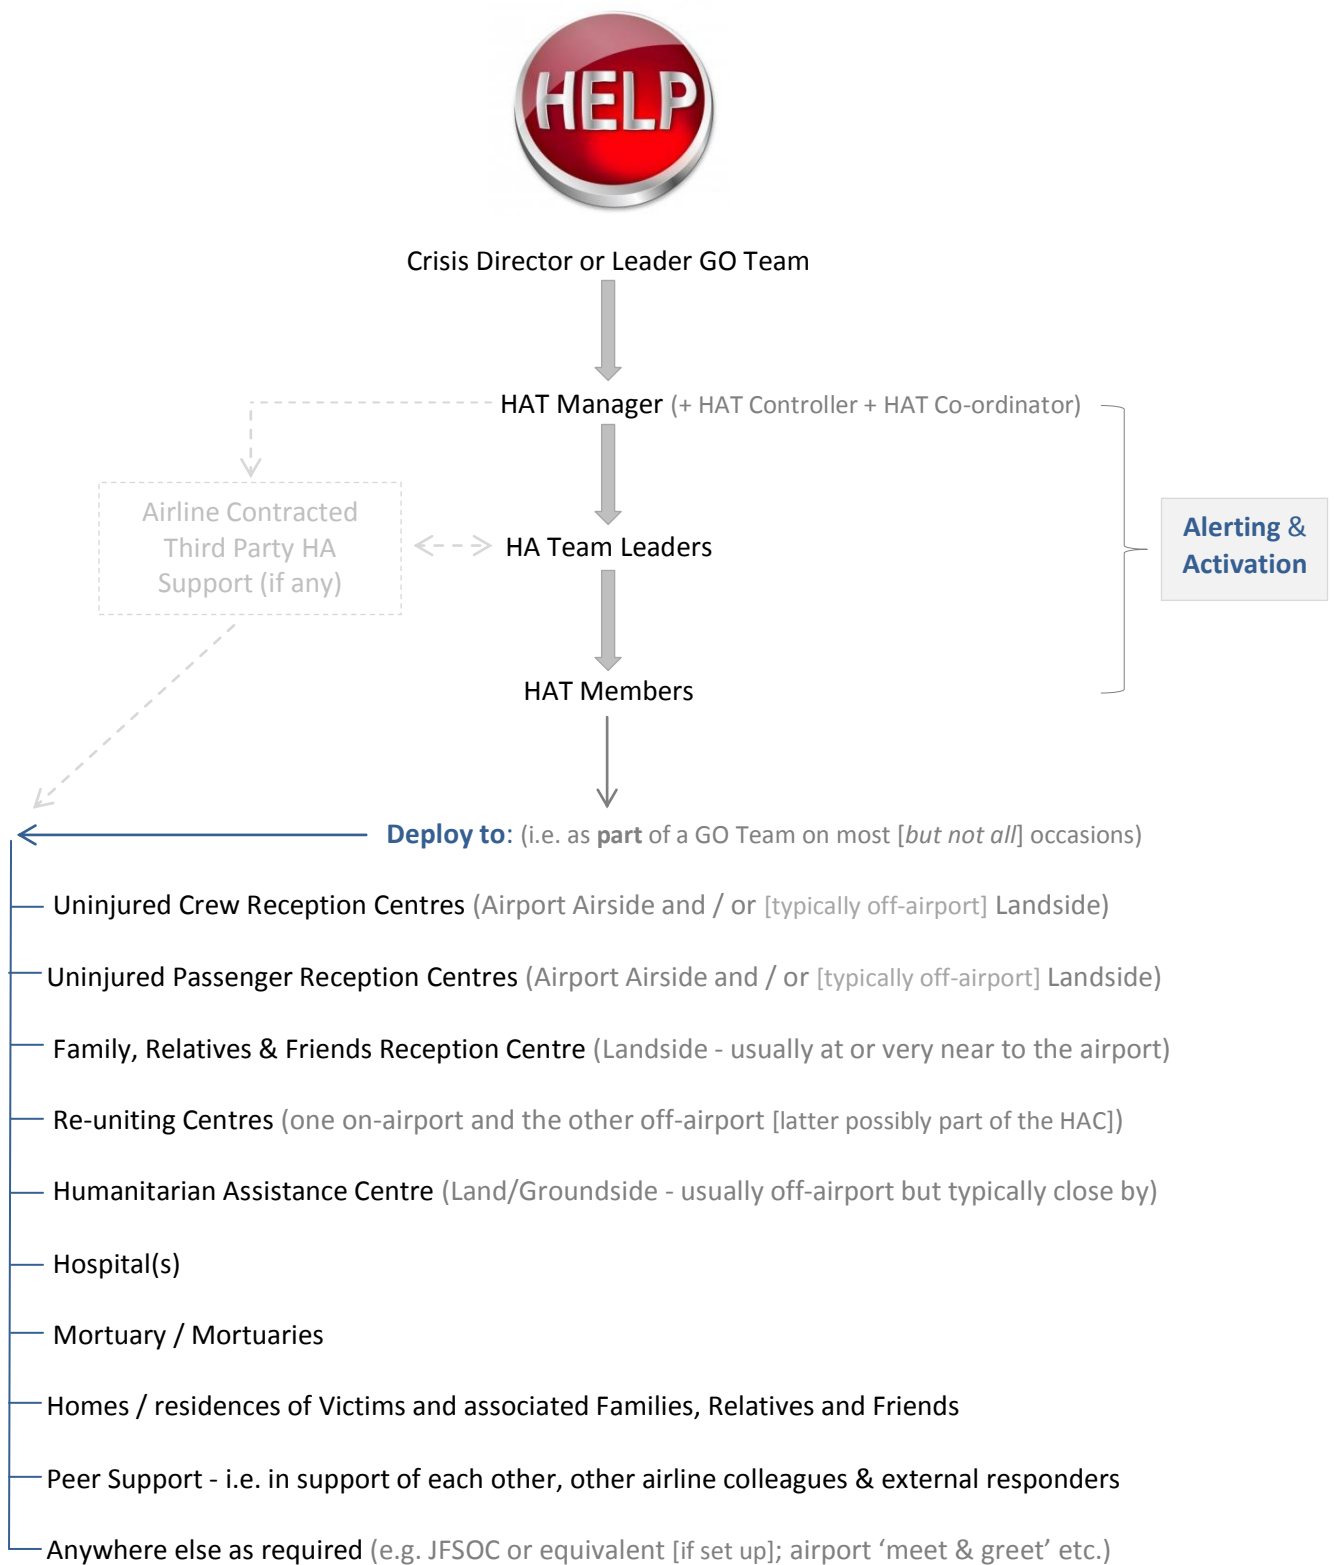 HELP
Crisis Director or Leader GO Team
HAT Manager (+ HAT Controller + HAT Co-ordinator)
Airline Contracted
Third Party HA
Support (if any)
HA Team Leaders
Alerting &
Activation
HAT Members
Deploy to: (i.e. as part of a GO Team on most [but not all] occasions)
Uninjured Crew Reception Centres (Airport Airside and / or [typically off-airport] Landside)
Uninjured Passenger Reception Centres (Airport Airside and / or [typically off-airport] Landside)
Family, Relatives & Friends Reception Centre (Landside - usually at or very near to the airport)
Re-uniting Centres (one on-airport and the other off-airport [latter possibly part of the HAC])
Humanitarian Assistance Centre (Land/Groundside - usually off-airport but typically close by)
Hospital(s)
Mortuary / Mortuaries
Homes / residences of Victims and associated Families, Relatives and Friends
Peer Support - i.e. in support of each other, other airline colleagues & external responders
Anywhere else as required (e.g. JFSOC or equivalent [if set up]; airport ‘meet & greet’ etc.)